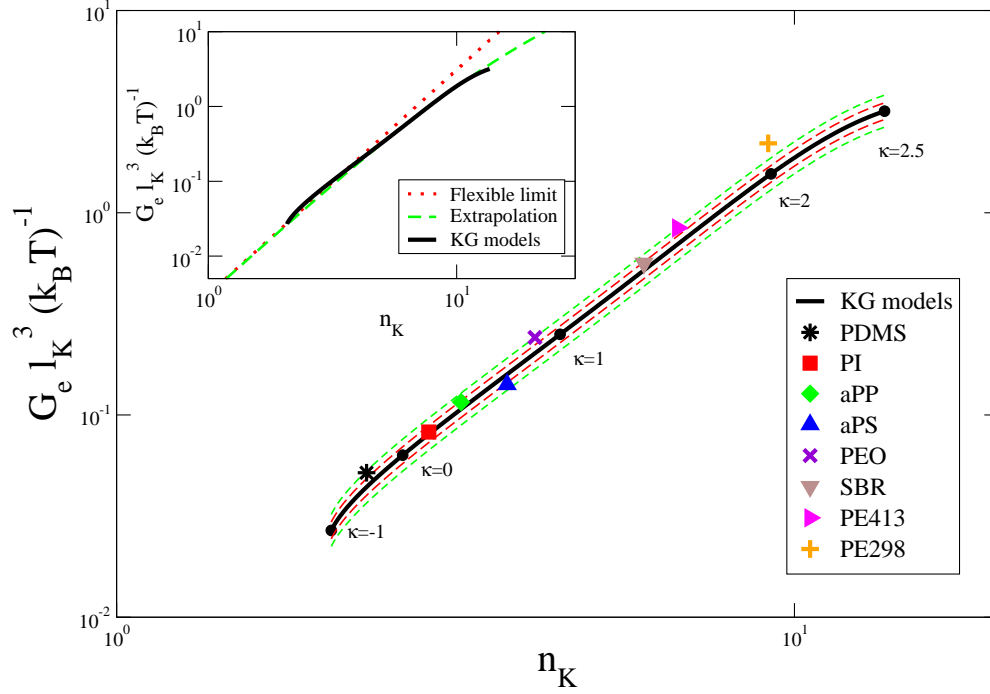 10^1
10^0
10^-1
10^-2
G_e l_K^3 (k_BT)^-1
10^0
10^1
n_K
10^1
10^0
10^-1
10^-2
G_e l_K^3 (k_BT)^-1
10^0
10^1
n_K
Flexible limit
Extrapolation
KG models
κ=2.5
κ=2
κ=1
κ=0
κ=-1
KG models
PDMS
PI
aPP
aPS
PEO
SBR
PE413
PE298